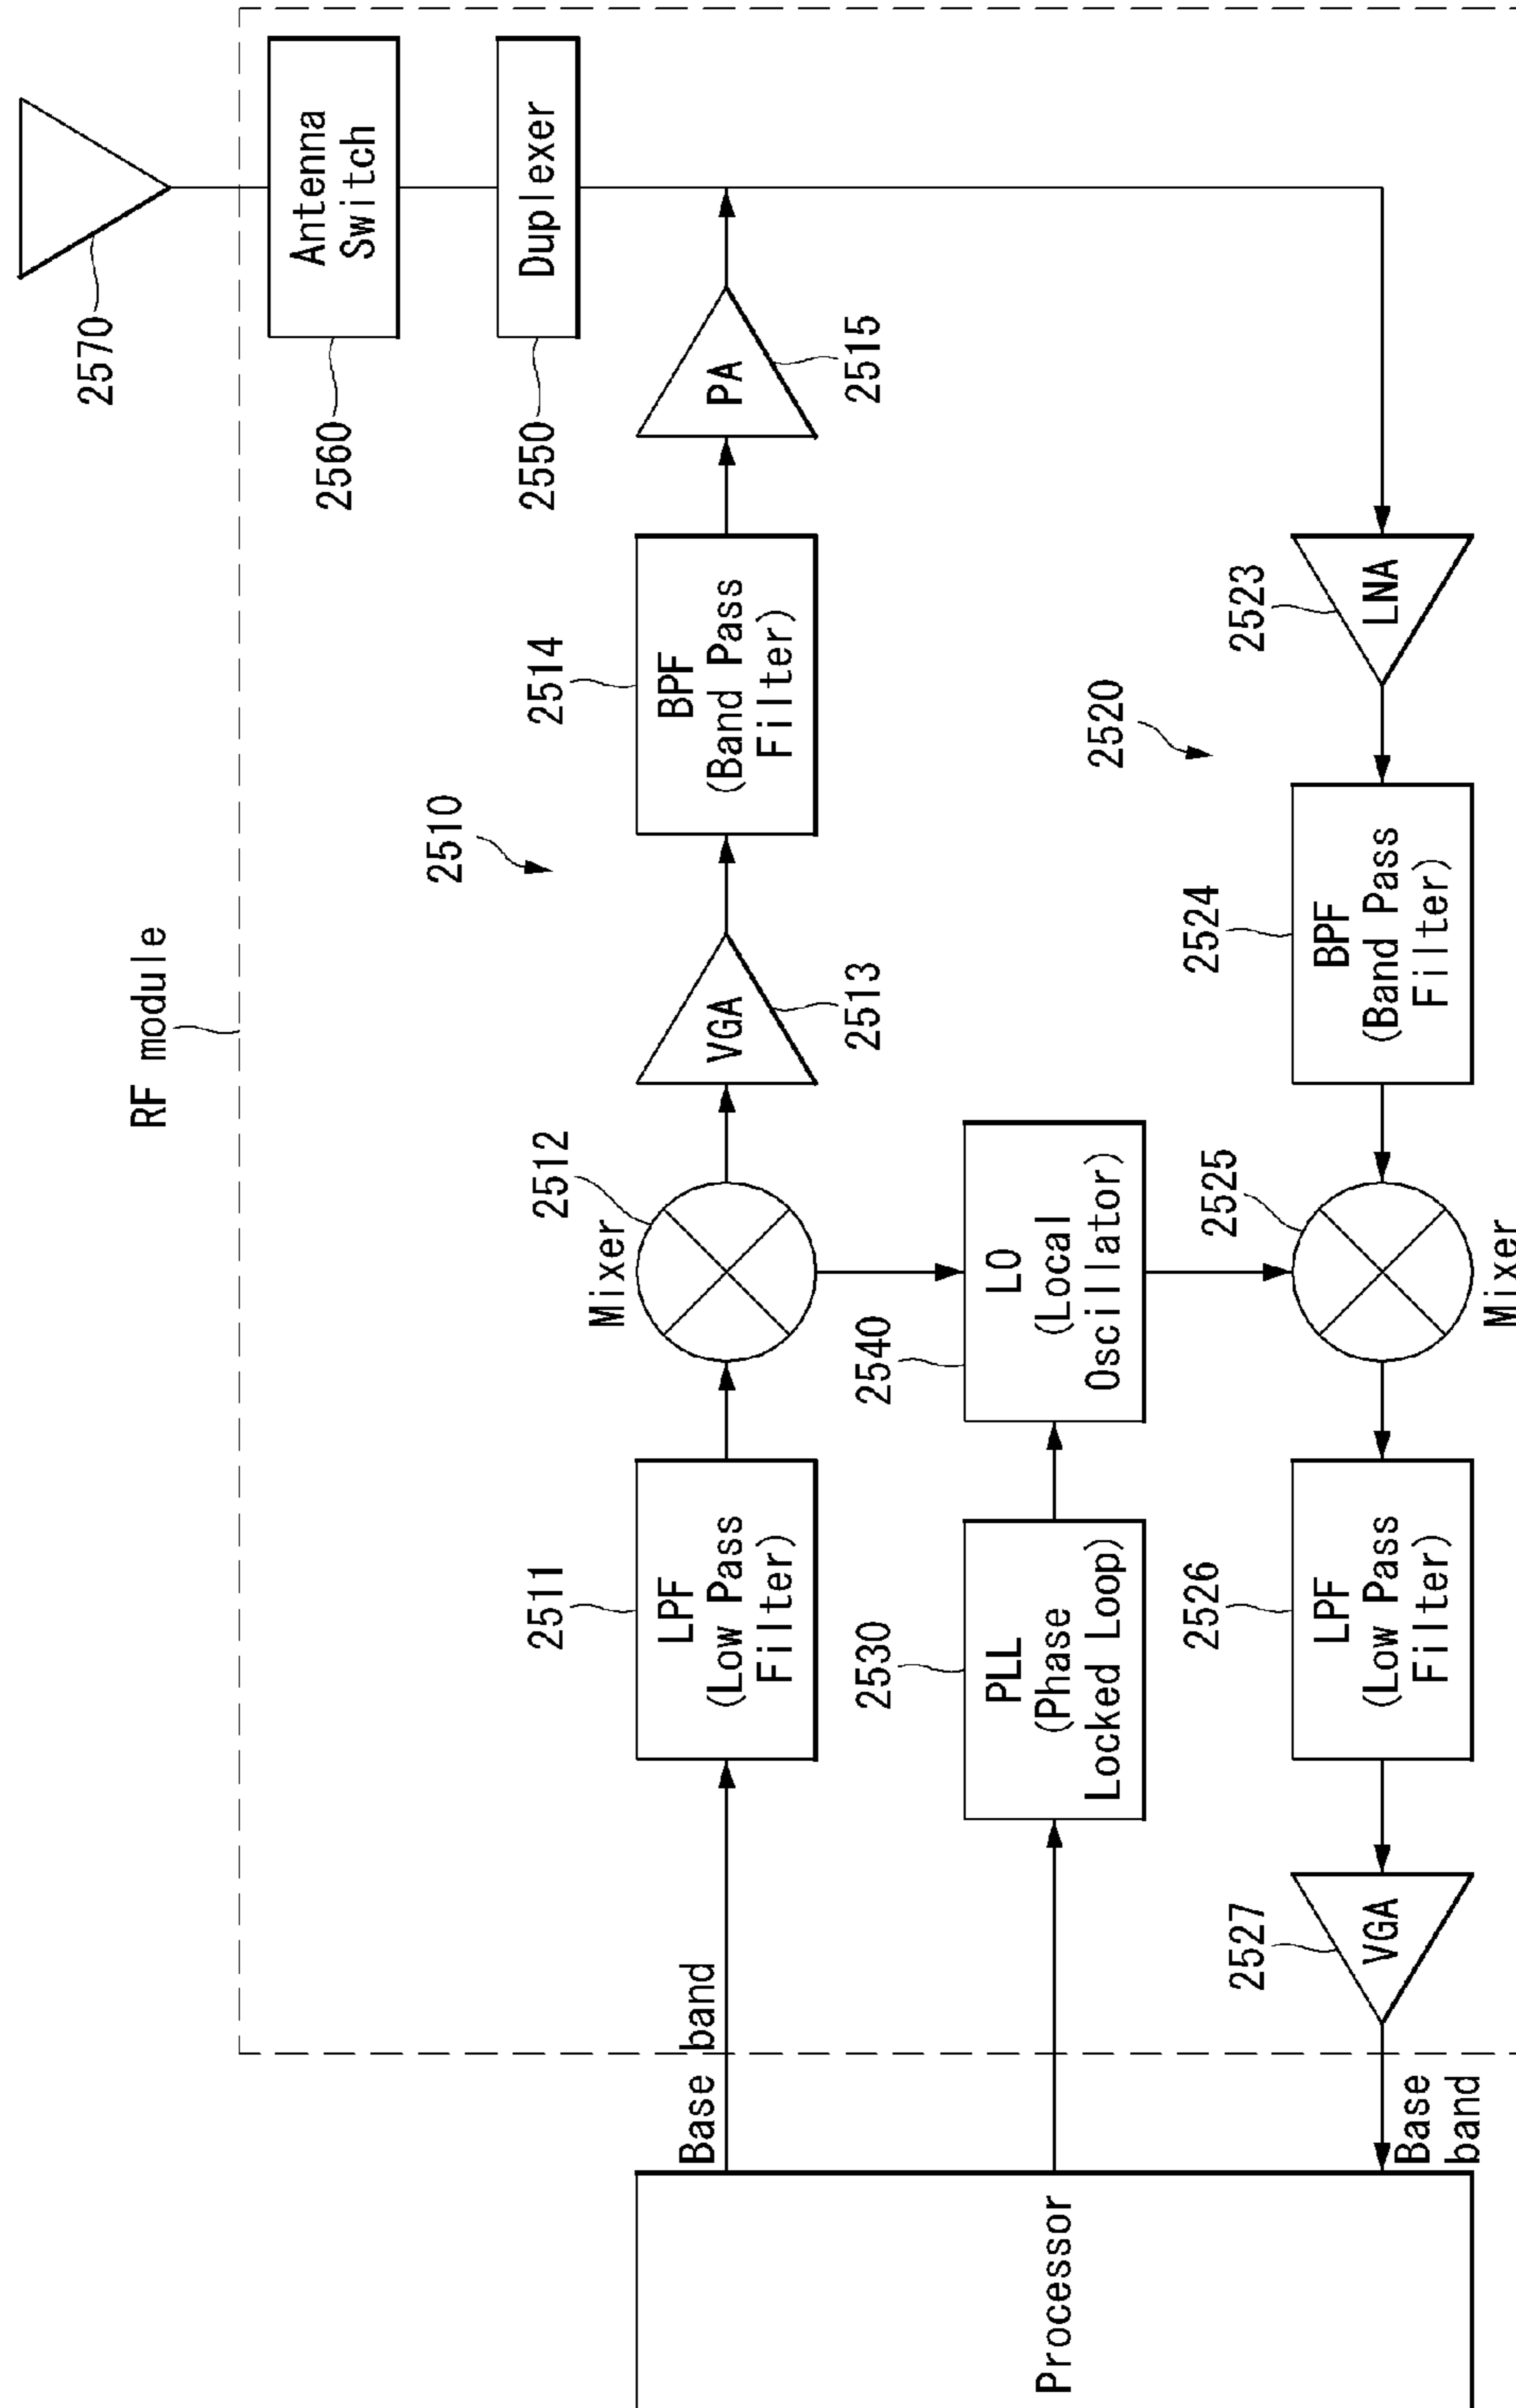 RF module
2570
Antenna
Switch
2560
Duplexer
2550
2510
2511
LPF
(Low Pass
Filter)
Mixer
2512
VGA
2513
2514
BPF
(Band Pass
Filter)
PA
2515
Base band
Processor
2530
PLL
(Phase
Locked Loop)
2540
LO
(Local
Oscillator)
2520
2523
LNA
2524
BPF
(Band Pass
Filter)
2525
Mixer
2526
LPF
(Low Pass
Filter)
2527
VGA
Base
band